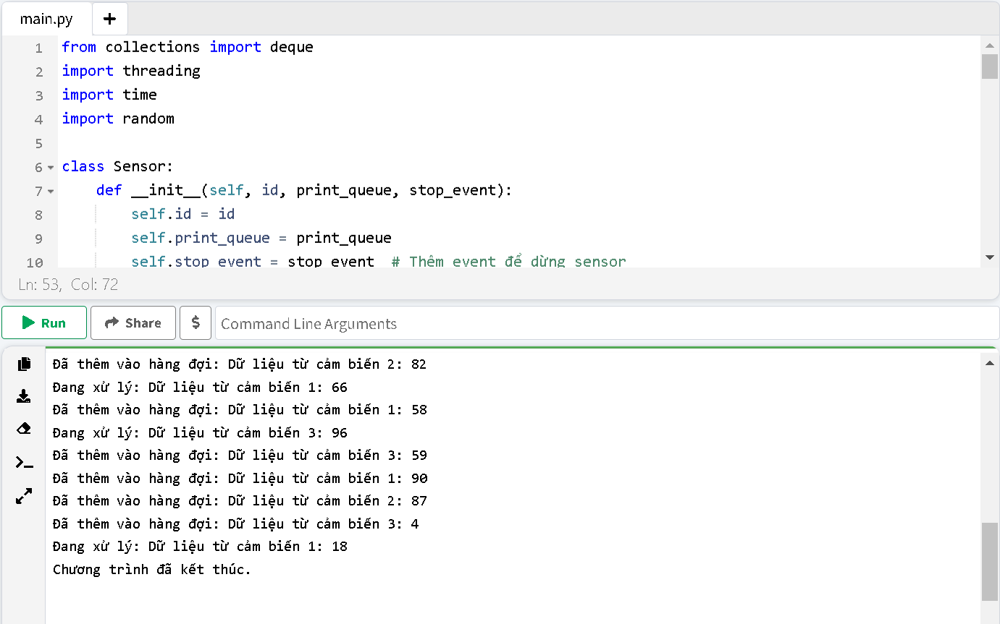 main.py +
1 from collections import deque
2 import threading
3 import time
4 import random
5
6 class Sensor:
7     def __init__(self, id, print_queue, stop_event):
8         self.id = id
9         self.print_queue = print_queue
10         self.stop_event = stop_event  # Thêm event để dừng sensor
Ln: 53,  Col: 72
Run Share $ Command Line Arguments
Đã thêm vào hàng đợi: Dữ liệu từ cảm biến 2: 82
Đang xử lý: Dữ liệu từ cảm biến 1: 66
Đã thêm vào hàng đợi: Dữ liệu từ cảm biến 1: 58
Đang xử lý: Dữ liệu từ cảm biến 3: 96
Đã thêm vào hàng đợi: Dữ liệu từ cảm biến 3: 59
Đã thêm vào hàng đợi: Dữ liệu từ cảm biến 1: 90
Đã thêm vào hàng đợi: Dữ liệu từ cảm biến 2: 87
Đã thêm vào hàng đợi: Dữ liệu từ cảm biến 3: 4
Đang xử lý: Dữ liệu từ cảm biến 1: 18
Chương trình đã kết thúc.